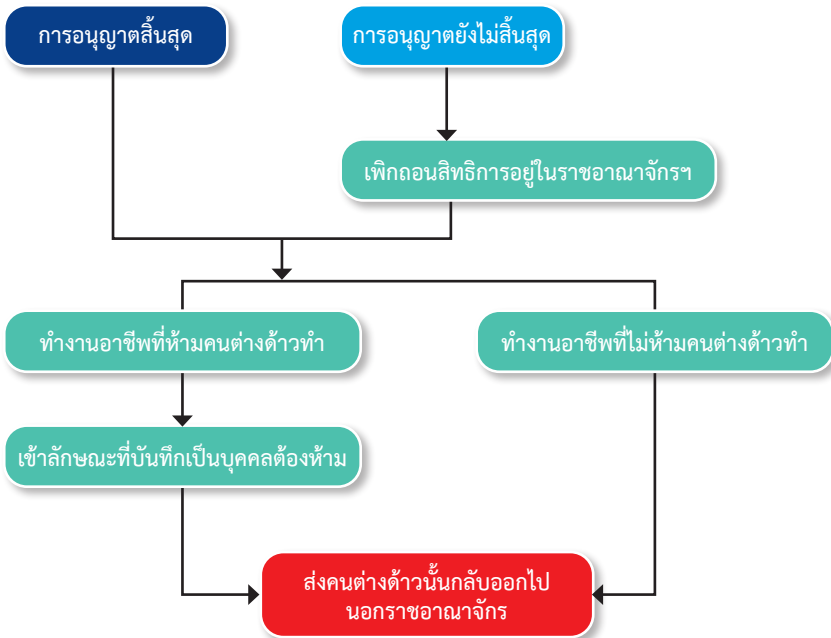 การอนุญาตสิ้นสุด
การอนุญาตยังไม่สิ้นสุด
เพิกถอนสิทธิการอยู่ในราชอาณาจักรฯ
ทำงานอาชีพที่ห้ามคนต่างด้าวทำ
ทำงานอาชีพที่ไม่ห้ามคนต่างด้าวทำ
เข้าลักษณะที่บันทึกเป็นบุคคลต้องห้าม
ส่งคนต่างด้าวนั้นกลับออกไป
นอกราชอาณาจักร